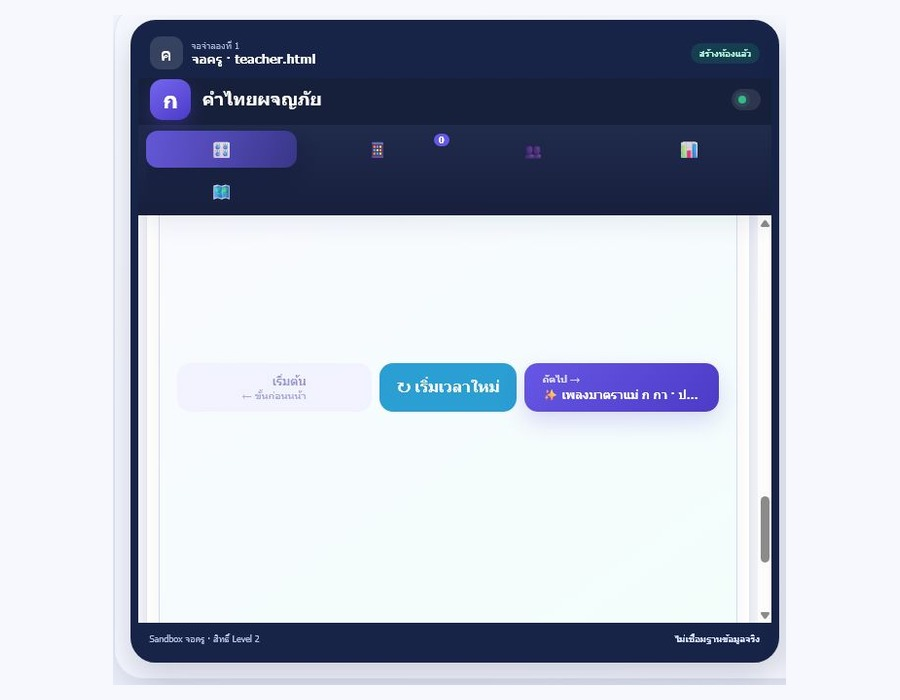 ค
จอจำลองที่ 1
จอครู · teacher.html
สร้างห้องแล้ว
ก
คำไทยผจญภัย
0
เริ่มต้น
← ขั้นก่อนหน้า
↻ เริ่มเวลาใหม่
ถัดไป →
✨ เพลงมาตราแม่ ก กา · ป...
Sandbox จอครู · สิทธิ์ Level 2
ไม่เชื่อมฐานข้อมูลจริง